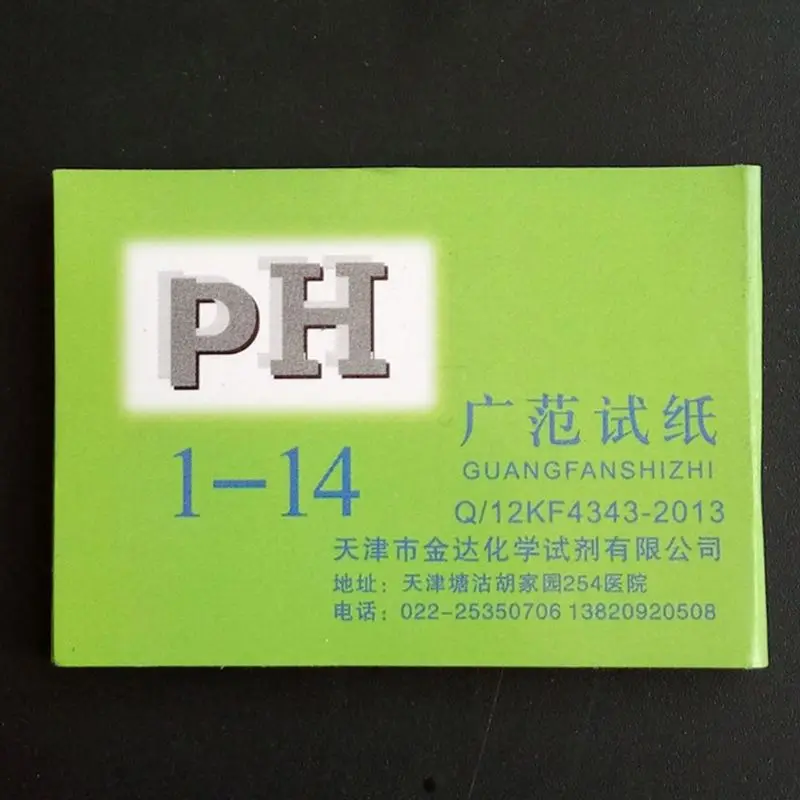 pH
1-14
广范试纸
GUANGFANSHIZHI
Q/12KF4343-2013
天津市金达化学试剂有限公司
地址：天津塘沽胡家园254医院
电话：022-25350706 13820920508